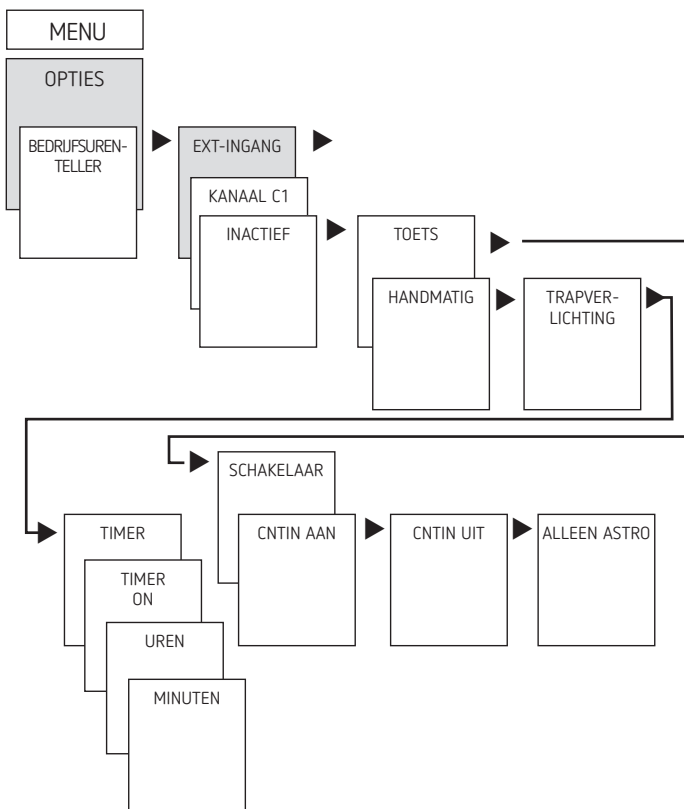 MENU
OPTIES
BEDRIJFSUREN-
TELLER
EXT-INGANG
KANAAL C1
INACTIEF
TOETS
HANDMATIG
TRAPVER-
LICHTING
SCHAKELAAR
CNTIN AAN
CNTIN UIT
ALLEEN ASTRO
TIMER
TIMER
ON
UREN
MINUTEN